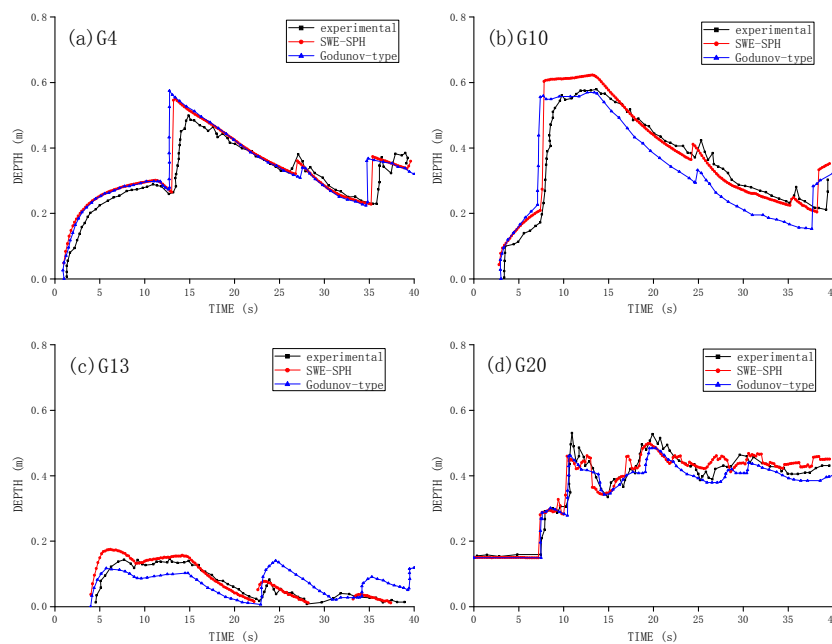 (a)G4
experimental
SWE-SPH
Godunov-type
DEPTH (m)
0.8
0.6
0.4
0.2
0.0
0 5 10 15 20 25 30 35 40
TIME (s)
(b)G10
experimental
SWE-SPH
Godunov-type
DEPTH (m)
0.8
0.6
0.4
0.2
0.0
0 5 10 15 20 25 30 35 40
TIME (s)
(c)G13
experimental
SWE-SPH
Godunov-type
DEPTH (m)
0.8
0.6
0.4
0.2
0.0
0 5 10 15 20 25 30 35 40
TIME (s)
(d)G20
experimental
SWE-SPH
Godunov-type
DEPTH (m)
0.8
0.6
0.4
0.2
0.0
0 5 10 15 20 25 30 35 40
TIME (s)